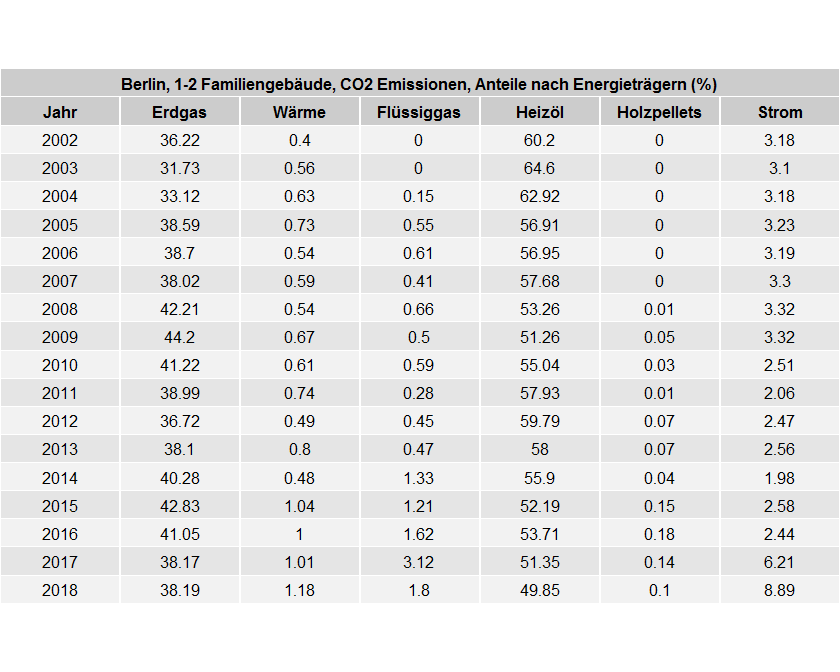 Berlin, 1-2 Familiengebäude, CO2 Emissionen, Anteile nach Energieträgern (%)
Jahr Erdgas Wärme Flüssiggas Heizöl Holzpellets Strom
2002 36.22 0.4 0 60.2 0 3.18
2003 31.73 0.56 0 64.6 0 3.1
2004 33.12 0.63 0.15 62.92 0 3.18
2005 38.59 0.73 0.55 56.91 0 3.23
2006 38.7 0.54 0.61 56.95 0 3.19
2007 38.02 0.59 0.41 57.68 0 3.3
2008 42.21 0.54 0.66 53.26 0.01 3.32
2009 44.2 0.67 0.5 51.26 0.05 3.32
2010 41.22 0.61 0.59 55.04 0.03 2.51
2011 38.99 0.74 0.28 57.93 0.01 2.06
2012 36.72 0.49 0.45 59.79 0.07 2.47
2013 38.1 0.8 0.47 58 0.07 2.56
2014 40.28 0.48 1.33 55.9 0.04 1.98
2015 42.83 1.04 1.21 52.19 0.15 2.58
2016 41.05 1 1.62 53.71 0.18 2.44
2017 38.17 1.01 3.12 51.35 0.14 6.21
2018 38.19 1.18 1.8 49.85 0.1 8.89